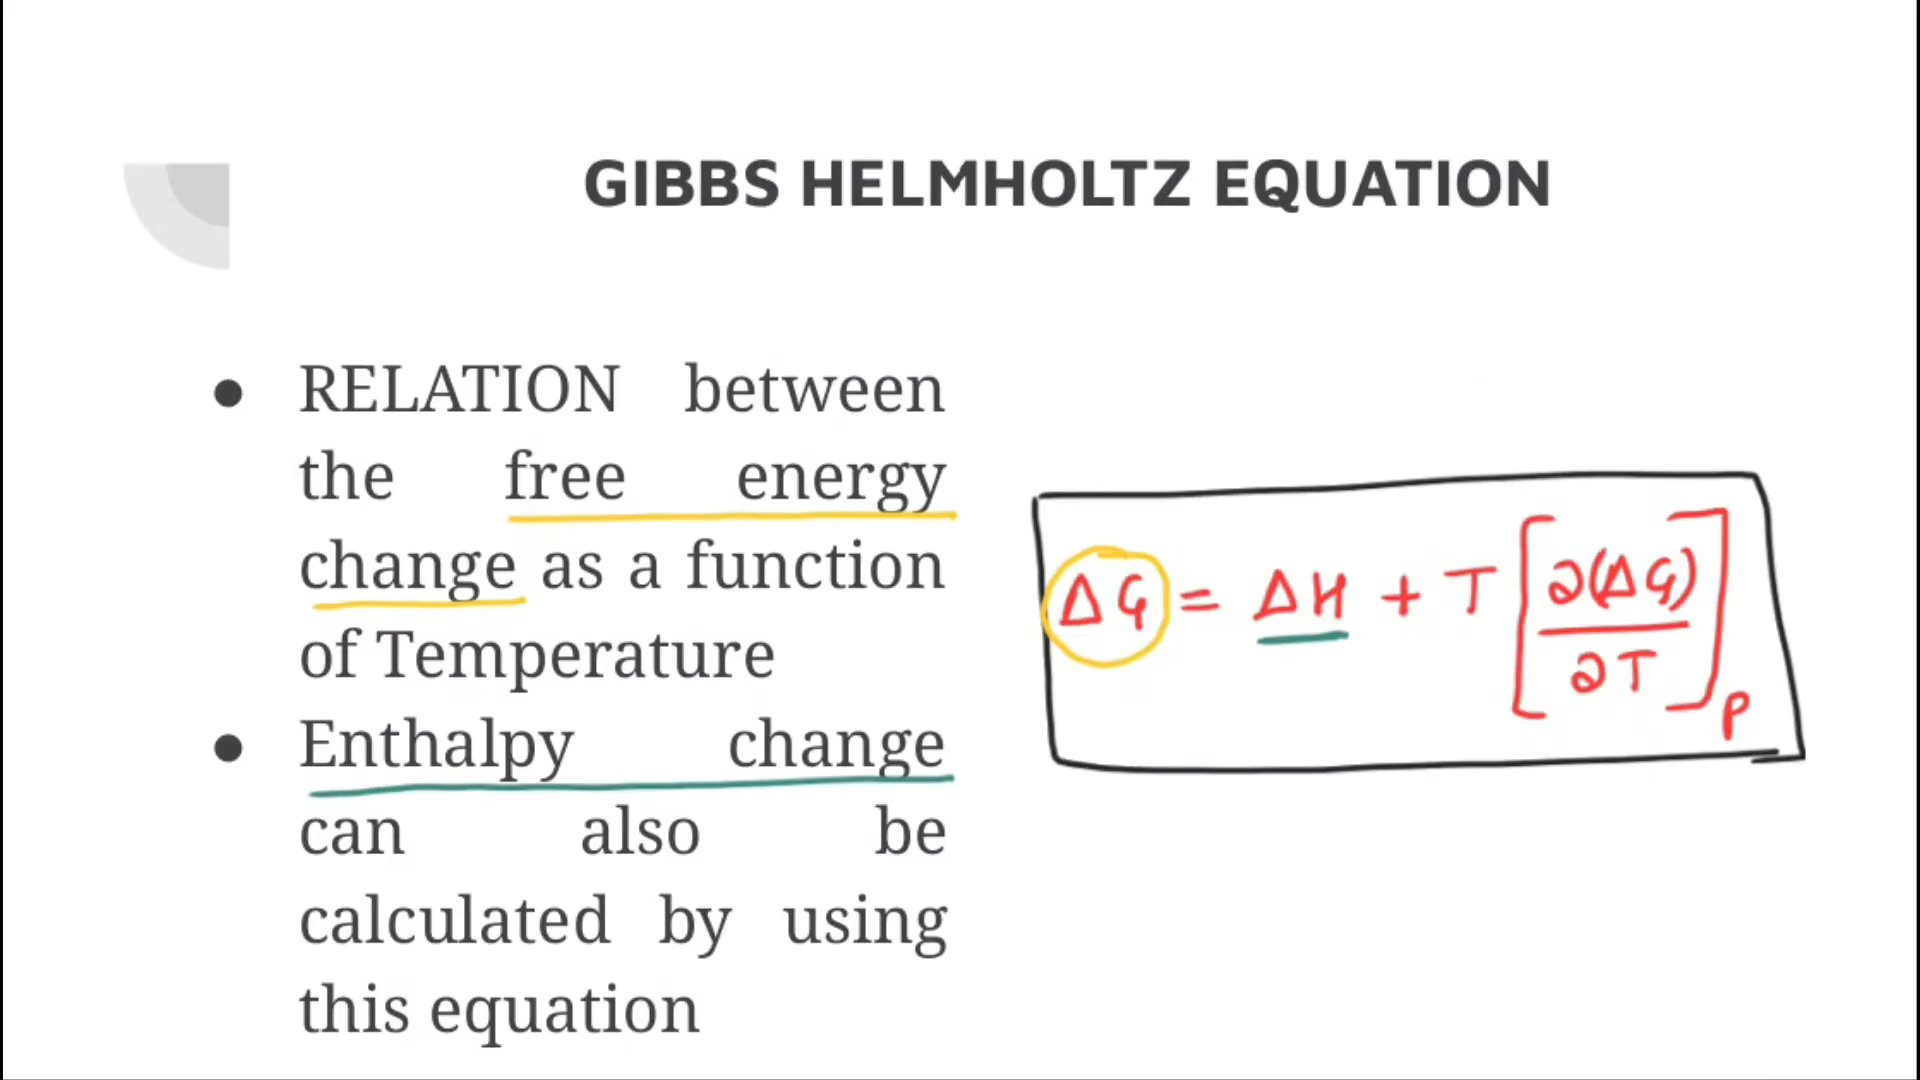 GIBBS HELMHOLTZ EQUATION
● RELATION between
the free energy
change as a function
of Temperature
● Enthalpy change
can also be
calculated by using
this equation
ΔG = ΔH + T [∂(ΔG)/∂T]P